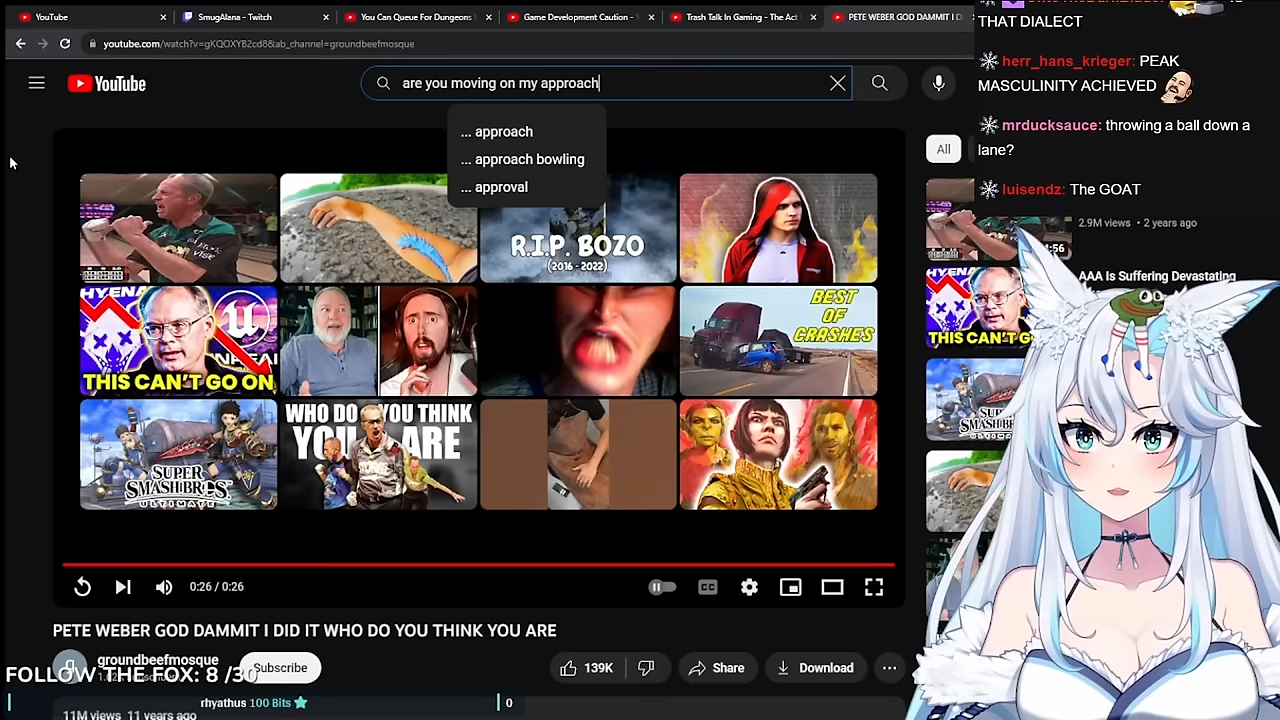 YouTube
SmugAlana - Twitch
You Can Queue For Dungeons
Game Development Caution -
Trash Talk In Gaming - The Act
PETE WEBER GOD DAMMIT I DI
youtube.com/watch?v=gKQOXYB2cd8&ab_channel=groundbeefmosque
YouTube
are you moving on my approach
... approach
... approach bowling
... approval
All
THAT DIALECT
herr_hans_krieger: PEAK
MASCULINITY ACHIEVED
mrducksauce: throwing a ball down a
lane?
luisendz: The GOAT
2.9M views • 2 years ago
:56
AAA Is Suffering Devastating
R.I.P. BOZO
(2016 - 2022)
HYENA
THIS CAN'T GO ON
BEST
OF
CRASHES
HYENA
THIS CAN'T G
SUPER
SMASH BROS.
ULTIMATE
WHO DO YOU THINK
YOU ARE
0:26 / 0:26
CC
PETE WEBER GOD DAMMIT I DID IT WHO DO YOU THINK YOU ARE
groundbeefmosque
Subscribe
139K
Share
Download
FOLLOW THE FOX: 8 /30
rhyathus 100 Bits
0
11M views 11 years ago